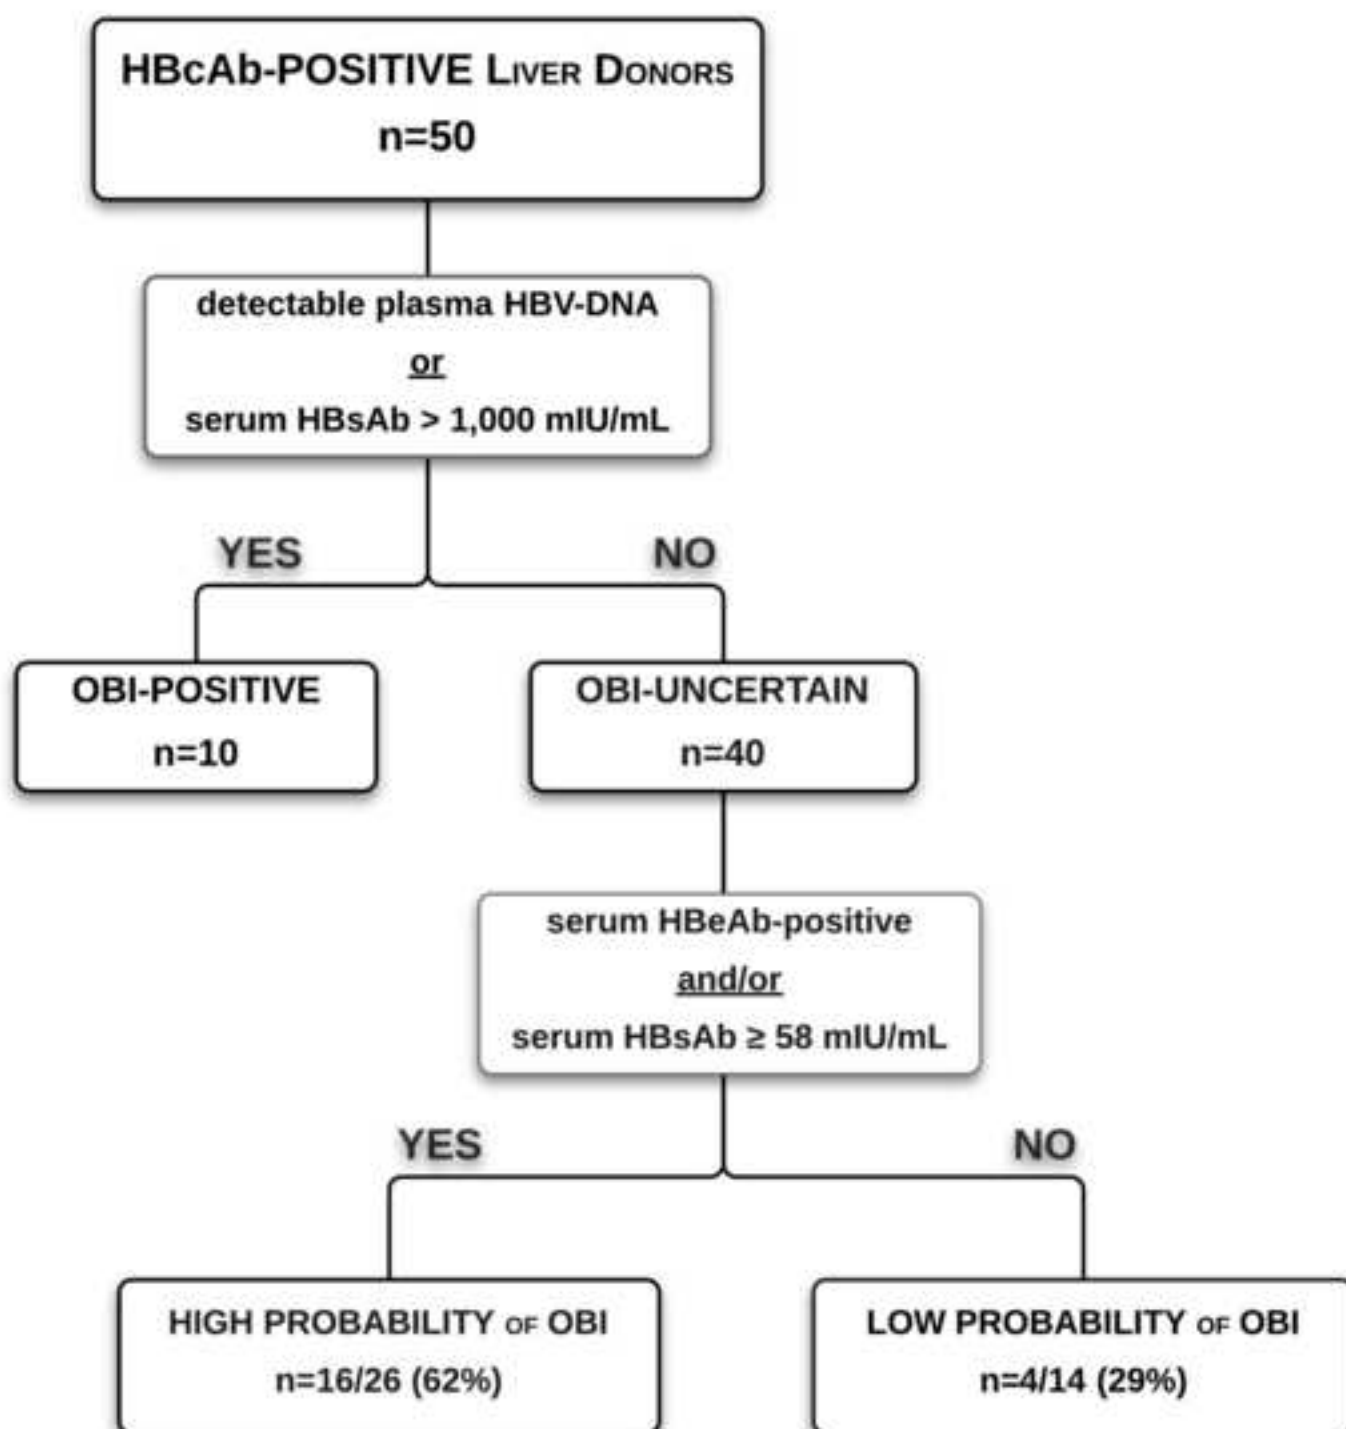 HBcAb-POSITIVE LIVER DONORS
n=50
detectable plasma HBV-DNA
or
serum HBsAb > 1,000 mIU/mL
YES
NO
OBI-POSITIVE
n=10
OBI-UNCERTAIN
n=40
serum HBeAb-positive
and/or
serum HBsAb ≥ 58 mIU/mL
YES
NO
HIGH PROBABILITY OF OBI
n=16/26 (62%)
LOW PROBABILITY OF OBI
n=4/14 (29%)